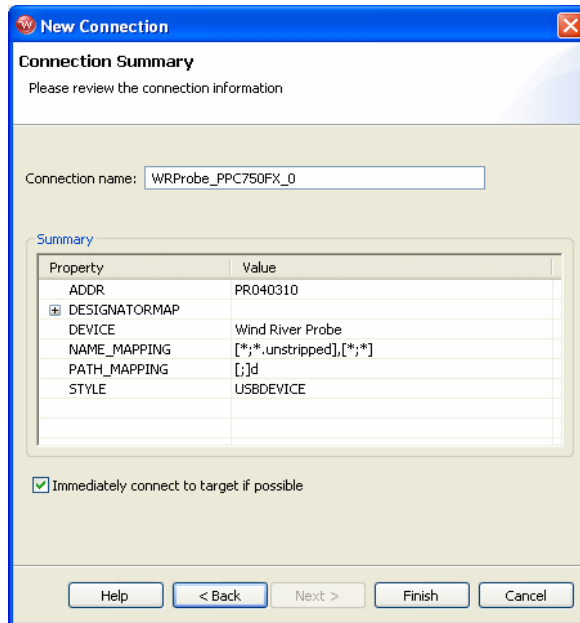 New Connection
Connection Summary
Please review the connection information
Connection name: WRProbe_PPC750FX_0
Summary
Property Value
ADDR PR040310
DESIGNATORMAP
DEVICE Wind River Probe
NAME_MAPPING [*;*.unstripped],[*;*]
PATH_MAPPING [;]d
STYLE USBDEVICE
Immediately connect to target if possible
Help < Back Next > Finish Cancel